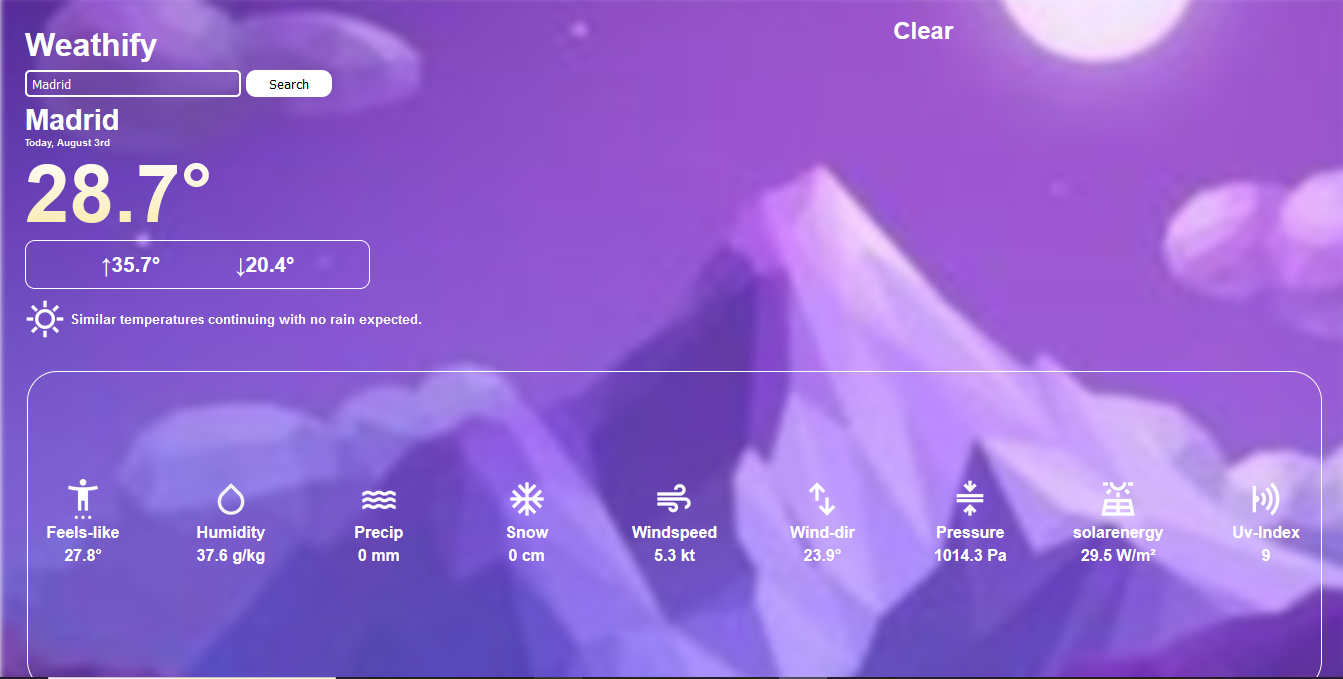 Weathify
Clear
Madrid
Search
Madrid
Today, August 3rd
28.7°
↑35.7°
↓20.4°
Similar temperatures continuing with no rain expected.
Feels-like
27.8°
Humidity
37.6 g/kg
Precip
0 mm
Snow
0 cm
Windspeed
5.3 kt
Wind-dir
23.9°
Pressure
1014.3 Pa
solarenergy
29.5 W/m²
Uv-Index
9